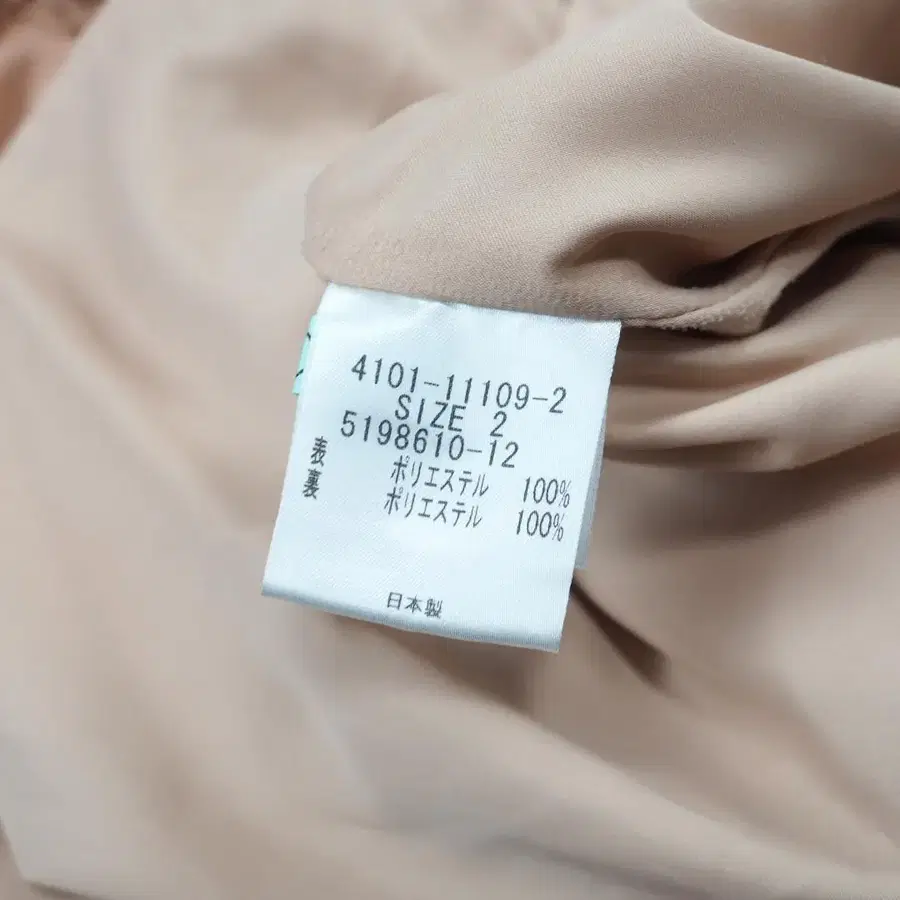 4101-11109-2
SIZE 2
5198610-12
表 ポリエステル 100%
裏 ポリエステル 100%
日本製